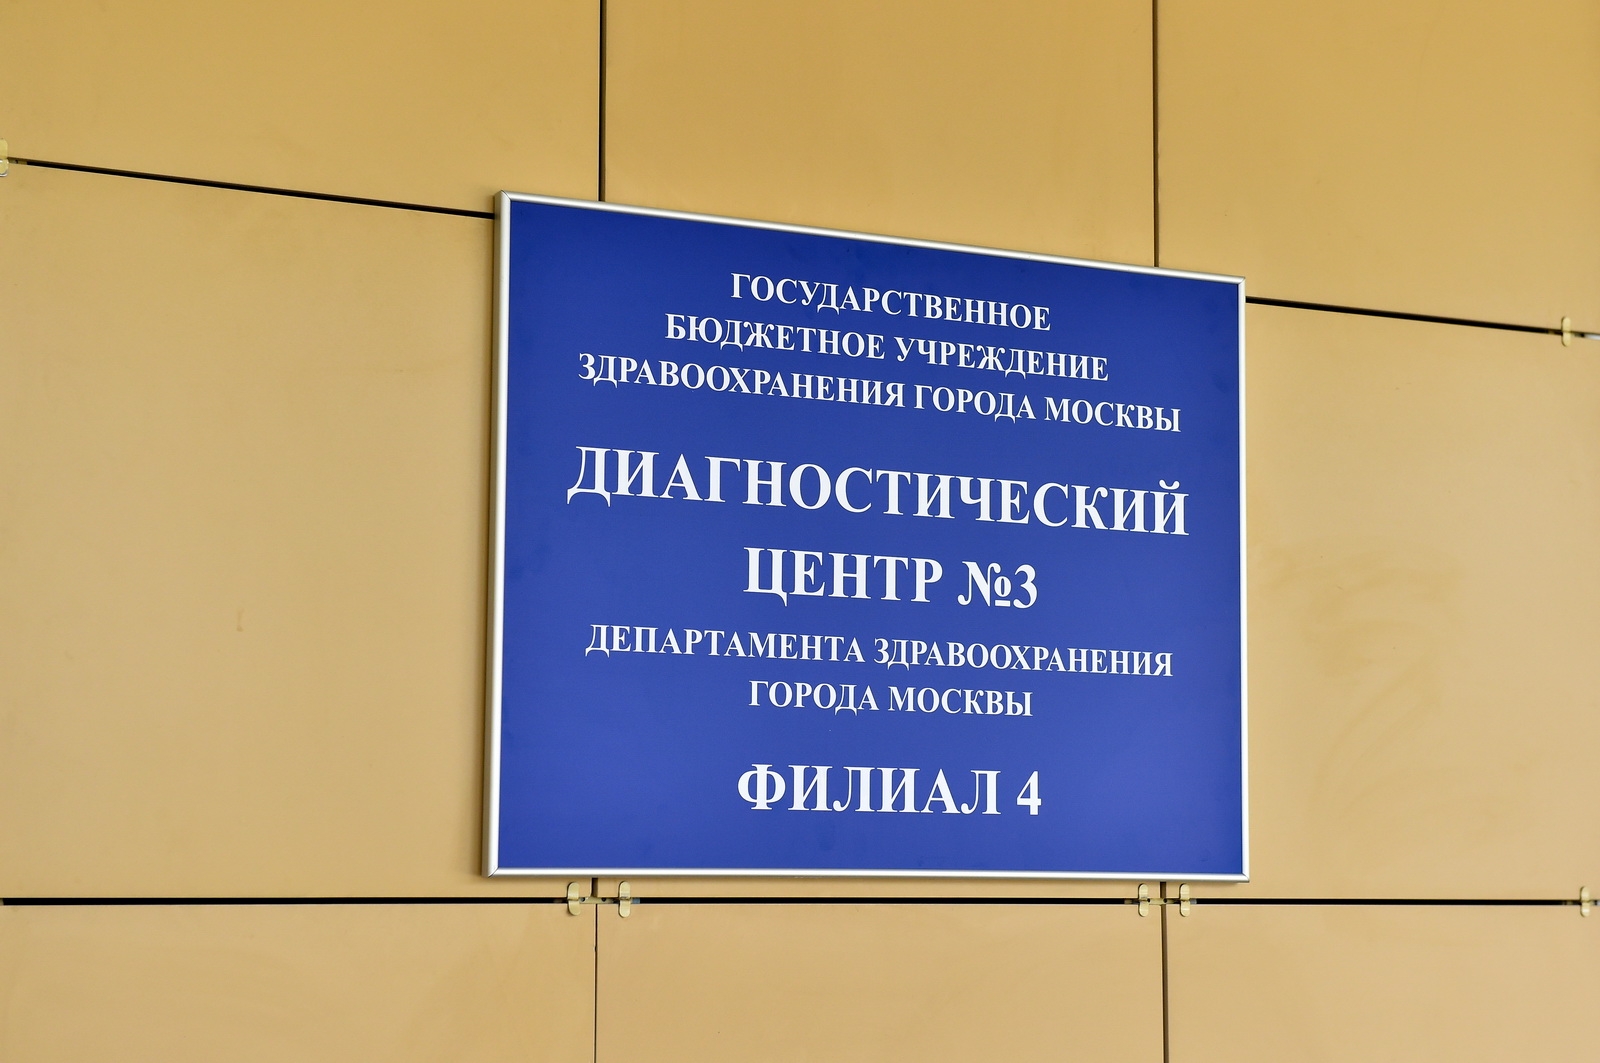 ГОСУДАРСТВЕННОЕ
БЮДЖЕТНОЕ УЧРЕЖДЕНИЕ
ЗДРАВООХРАНЕНИЯ ГОРОДА МОСКВЫ
ДИАГНОСТИЧЕСКИЙ
ЦЕНТР №3
ДЕПАРТАМЕНТА ЗДРАВООХРАНЕНИЯ
ГОРОДА МОСКВЫ
ФИЛИАЛ 4